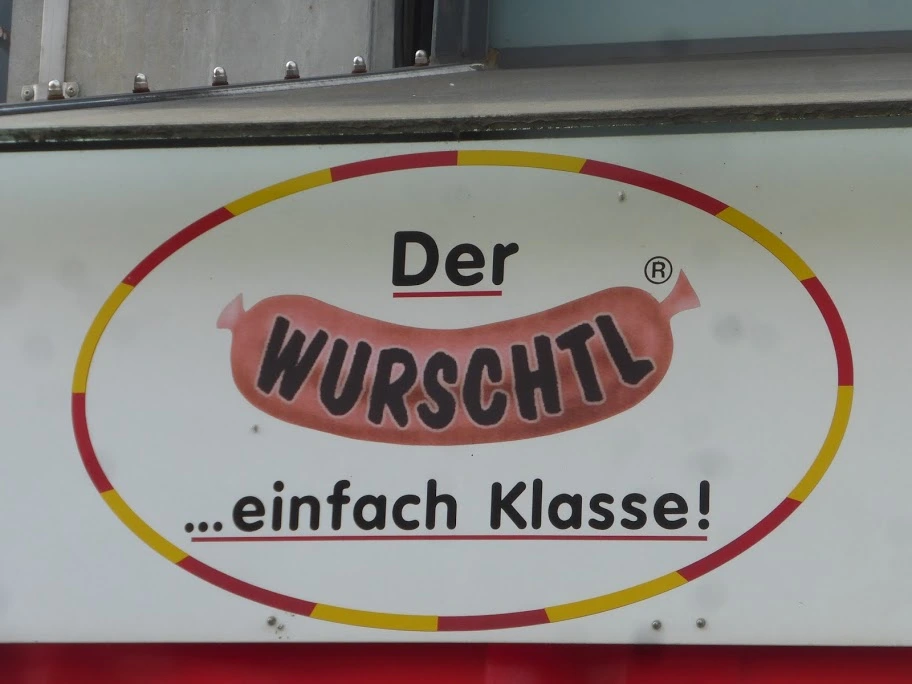 Der
WURSCHTL ®
...einfach Klasse!